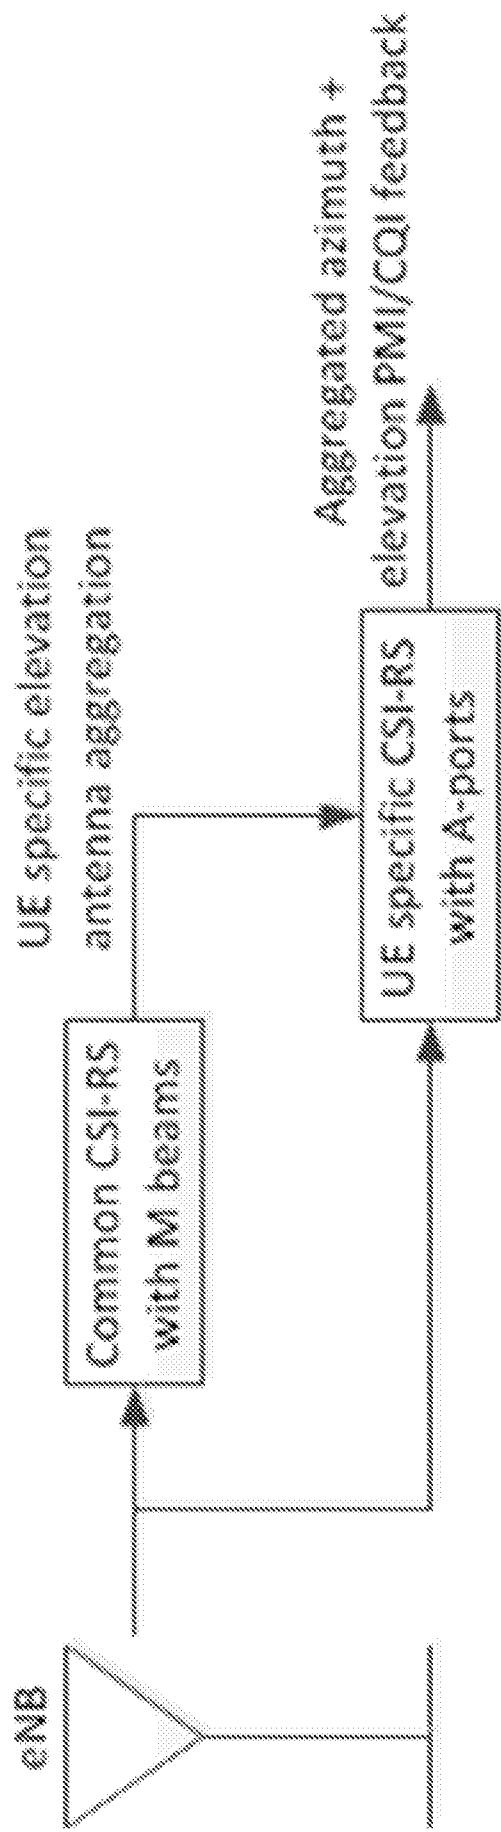 eNB
Common CSI-RS
with M beams
UE specific elevation
antenna aggregation
UE specific CSI-RS
with A-ports
Aggregated azimuth +
elevation PMI/CQI feedback